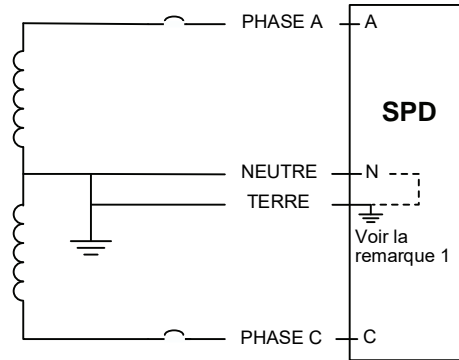 PHASE A
A
SPD
NEUTRE
N
TERRE
Voir la
remarque 1
PHASE C
C